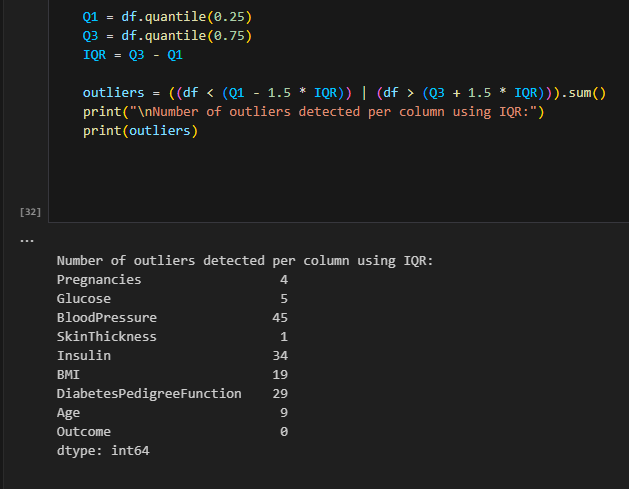 Q1 = df.quantile(0.25)
Q3 = df.quantile(0.75)
IQR = Q3 - Q1
outliers = ((df < (Q1 - 1.5 * IQR)) | (df > (Q3 + 1.5 * IQR))).sum()
print("\nNumber of outliers detected per column using IQR:")
print(outliers)
[32]
...
Number of outliers detected per column using IQR:
Pregnancies 4
Glucose 5
BloodPressure 45
SkinThickness 1
Insulin 34
BMI 19
DiabetesPedigreeFunction 29
Age 9
Outcome 0
dtype: int64